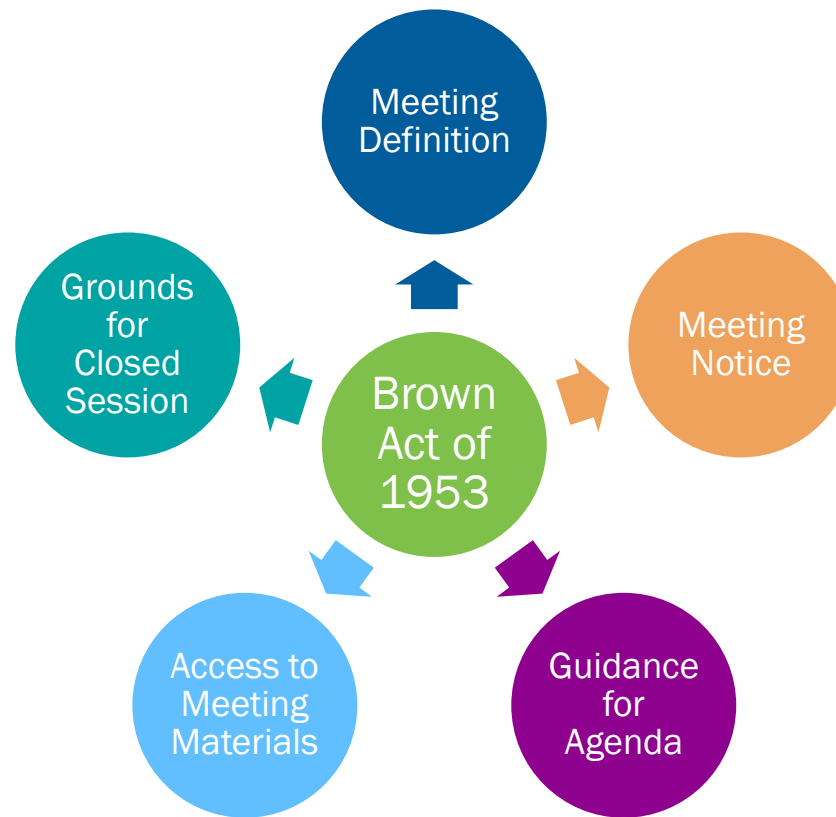 Meeting
Definition
Grounds
for
Closed
Session
Meeting
Notice
Brown
Act of
1953
Access to
Meeting
Materials
Guidance
for
Agenda